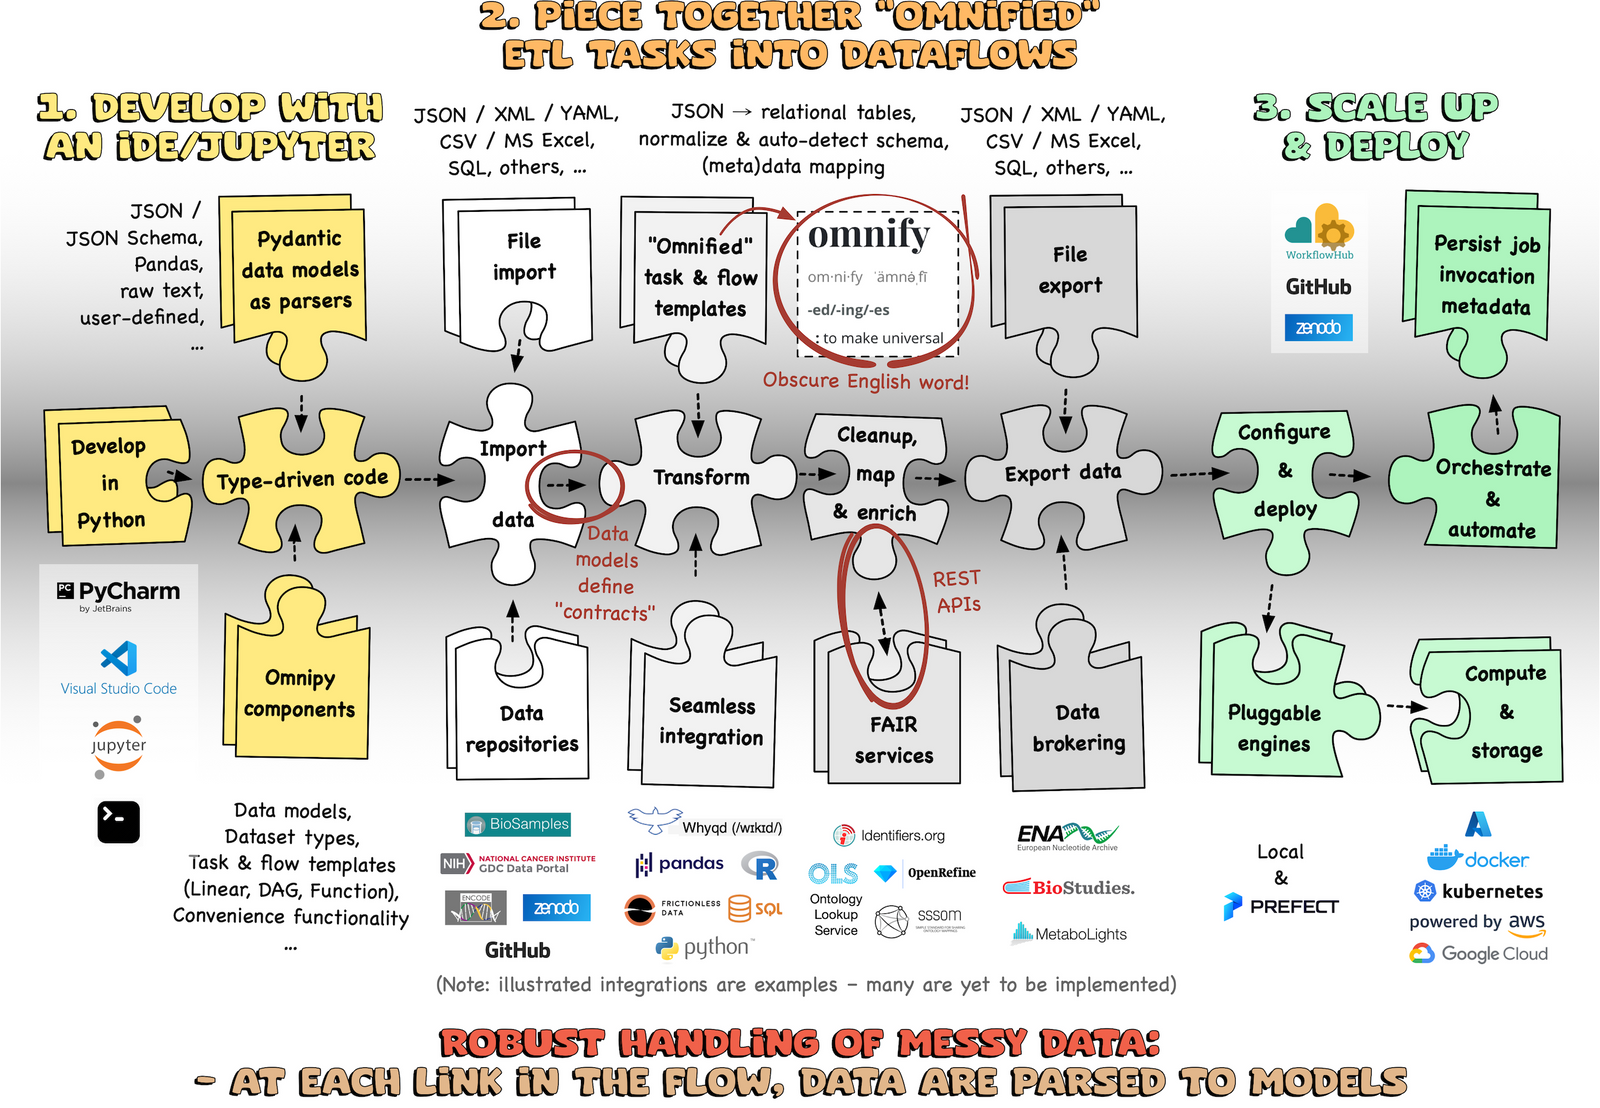 2. PiECE TOGETHER "OMNiFiED"
ETL TASKS iNTO DATAFLOWS
1. DEVELOP WiTH
AN iDE/JUPYTER
3. SCALE UP
& DEPLOY
JSON / XML / YAML,
CSV / MS Excel,
SQL, others, ...
JSON → relational tables,
normalize & auto-detect schema,
(meta)data mapping
JSON / XML / YAML,
CSV / MS Excel,
SQL, others, ...
JSON /
JSON Schema,
Pandas,
raw text,
user-defined,
...
Pydantic
data models
as parsers
File
import
"Omnified"
task & flow
templates
omnify
om·ni·fy ˈämnə̇ˌfī
-ed/-ing/-es
: to make universal
Obscure English word!
File
export
WorkflowHub
GitHub
zenodo
Persist job
invocation
metadata
Develop
in
Python
Type-driven code
Import
data
Transform
Cleanup,
map
& enrich
Export data
Configure
&
deploy
Orchestrate
&
automate
Data
models
define
"contracts"
REST
APIs
PC
PyCharm
by JetBrains
Visual Studio Code
jupyter
Omnipy
components
Data
repositories
Seamless
integration
FAIR
services
Data
brokering
Pluggable
engines
Compute
&
storage
Data models,
Dataset types,
Task & flow templates
(Linear, DAG, Function),
Convenience functionality
...
BioSamples
NIH NATIONAL CANCER INSTITUTE
GDC Data Portal
ENCODE
zenodo
GitHub
Whyqd (/wɪkɪd/)
pandas
R
FRICTIONLESS
DATA
SQL
python™
Identifiers.org
OLS
OpenRefine
Ontology
Lookup
Service
SSSOM
SIMPLE STANDARD FOR SHARING
ONTOLOGY MAPPINGS
ENA
European Nucleotide Archive
BioStudies.
MetaboLights
Local
&
PREFECT
docker
kubernetes
powered by aws
Google Cloud
(Note: illustrated integrations are examples – many are yet to be implemented)
ROBUST HANDLiNG OF MESSY DATA:
- AT EACH LiNK iN THE FLOW, DATA ARE PARSED TO MODELS